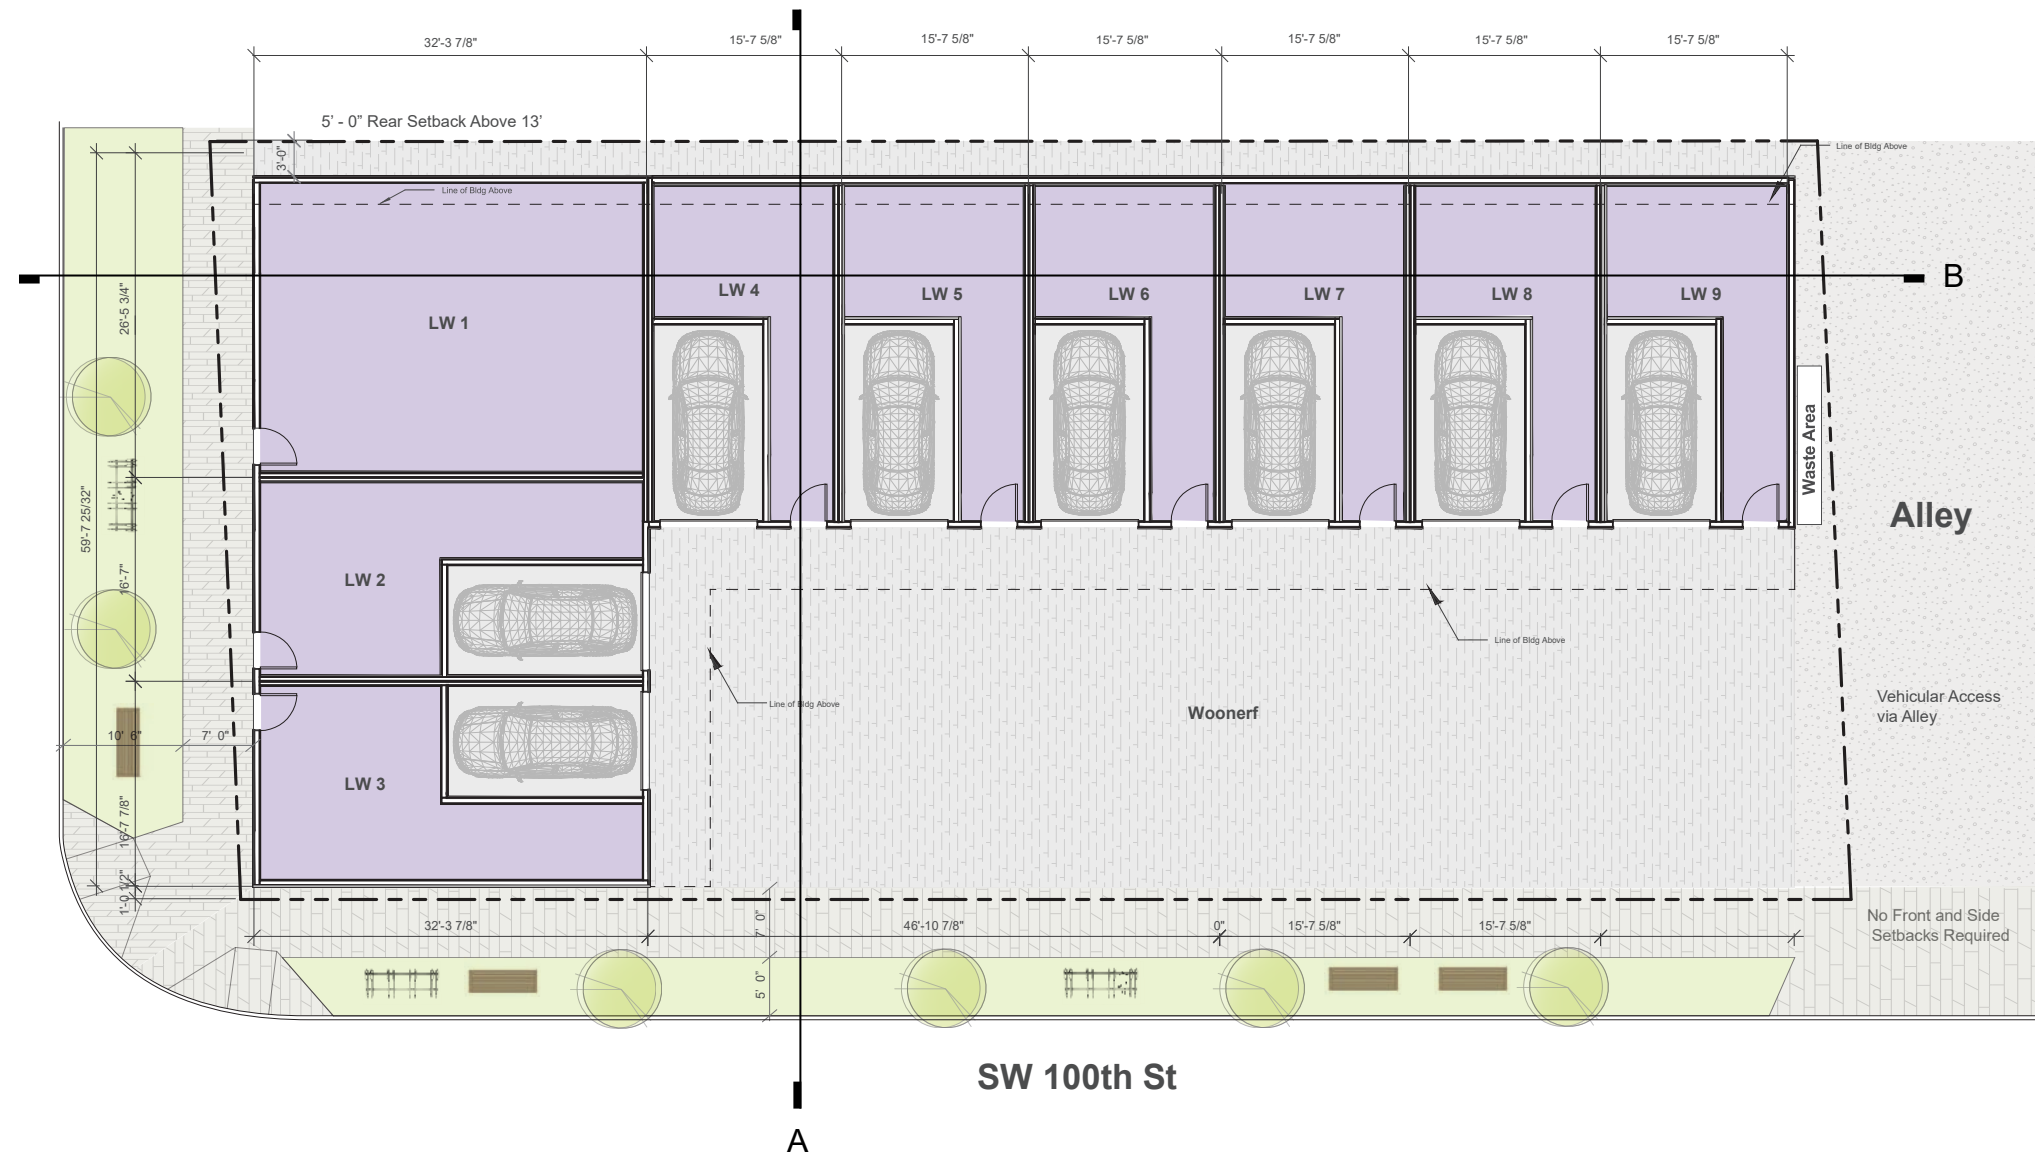 32'-3 7/8"
15'-7 5/8"
15'-7 5/8"
15'-7 5/8"
15'-7 5/8"
15'-7 5/8"
15'-7 5/8"
5' - 0” Rear Setback Above 13'
3'-0"
Line of Bldg Above
Line of Bldg Above
B
26'-5 3/4"
LW 1
LW 4
LW 5
LW 6
LW 7
LW 8
LW 9
Waste Area
Alley
59'-7 25/32"
16'-7"
LW 2
Line of Bldg Above
Line of Bldg Above
Woonerf
Vehicular Access
via Alley
10' 6"
7' 0"
LW 3
16'-7 7/8"
1'-0 1/2"
32'-3 7/8"
7' 0"
46'-10 7/8"
0"
15'-7 5/8"
15'-7 5/8"
No Front and Side
Setbacks Required
5' 0"
SW 100th St
A